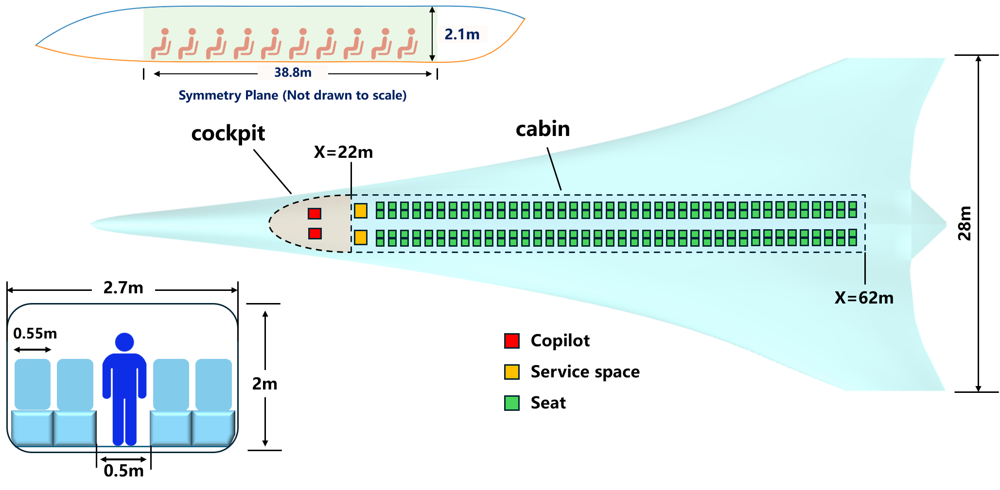 2.1m
38.8m
Symmetry Plane (Not drawn to scale)
cockpit
cabin
X=22m
28m
X=62m
2.7m
0.55m
2m
0.5m
Copilot
Service space
Seat